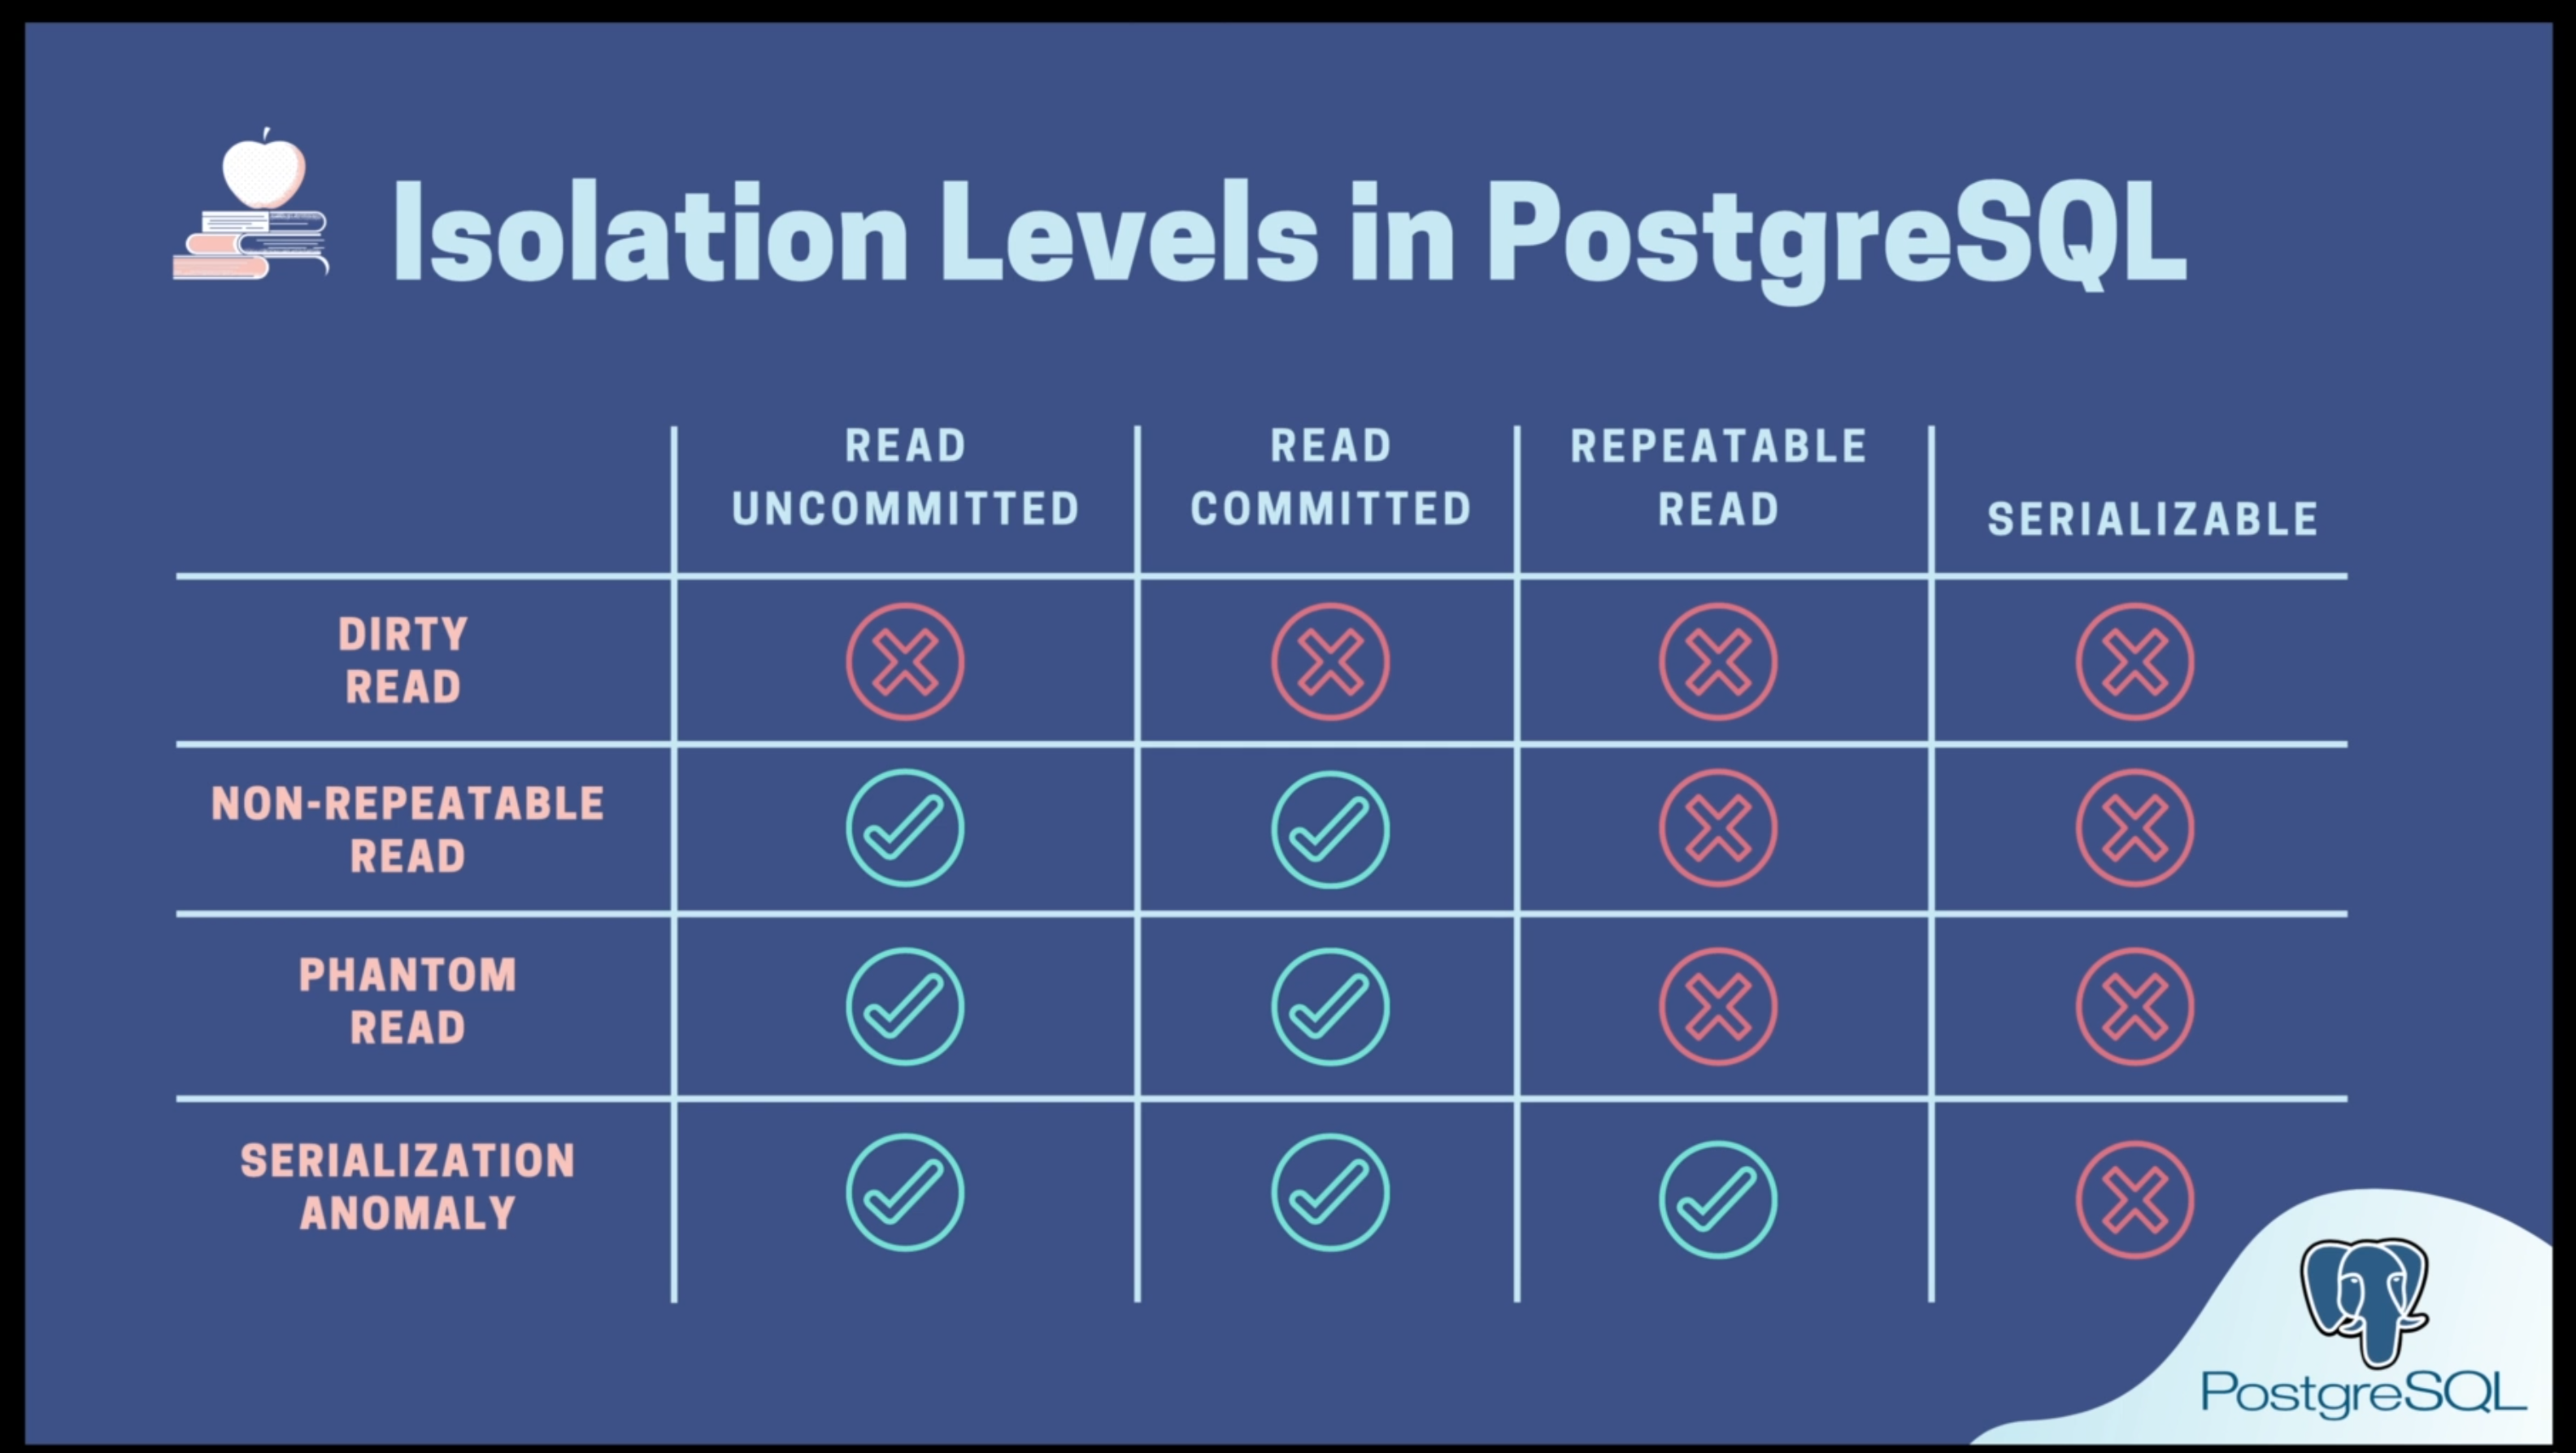 Isolation Levels in PostgreSQL
READ
UNCOMMITTED
READ
COMMITTED
REPEATABLE
READ
SERIALIZABLE
DIRTY
READ
NON-REPEATABLE
READ
PHANTOM
READ
SERIALIZATION
ANOMALY
PostgreSQL